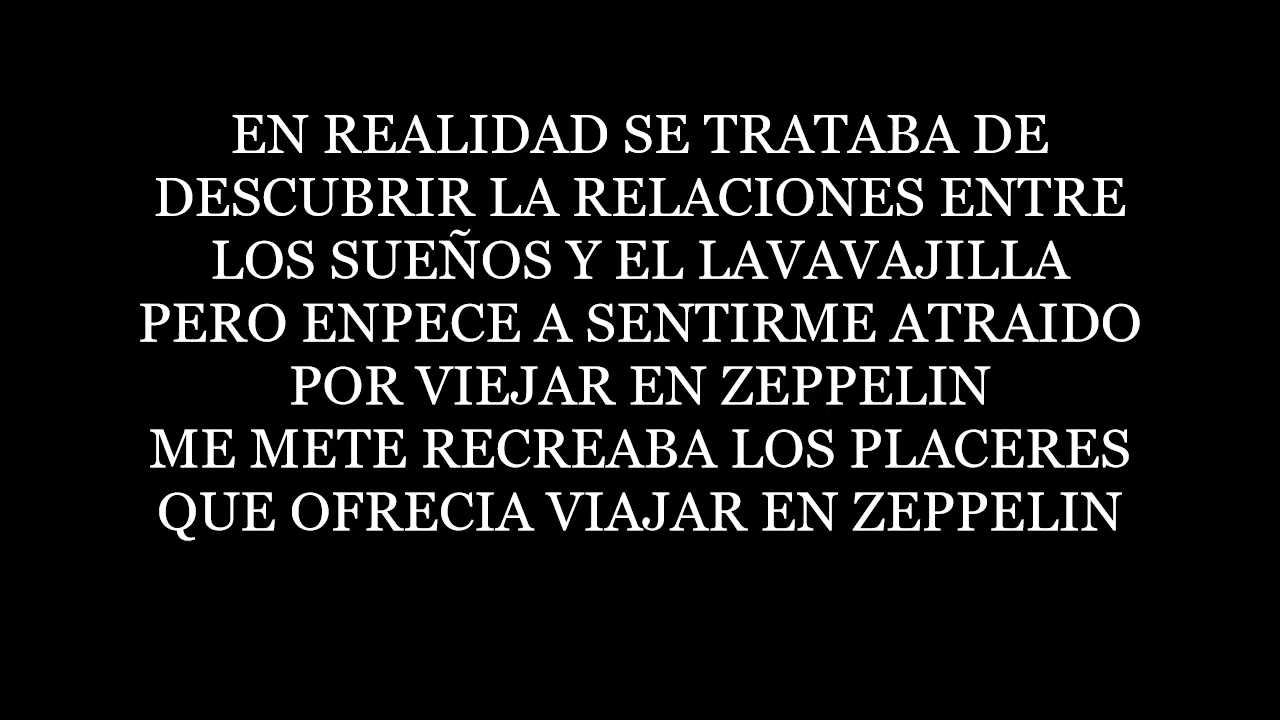 EN REALIDAD SE TRATABA DE
DESCUBRIR LA RELACIONES ENTRE
LOS SUEÑOS Y EL LAVAVAJILLA
PERO ENPECE A SENTIRME ATRAIDO
POR VIEJAR EN ZEPPELIN
ME METE RECREABA LOS PLACERES
QUE OFRECIA VIAJAR EN ZEPPELIN